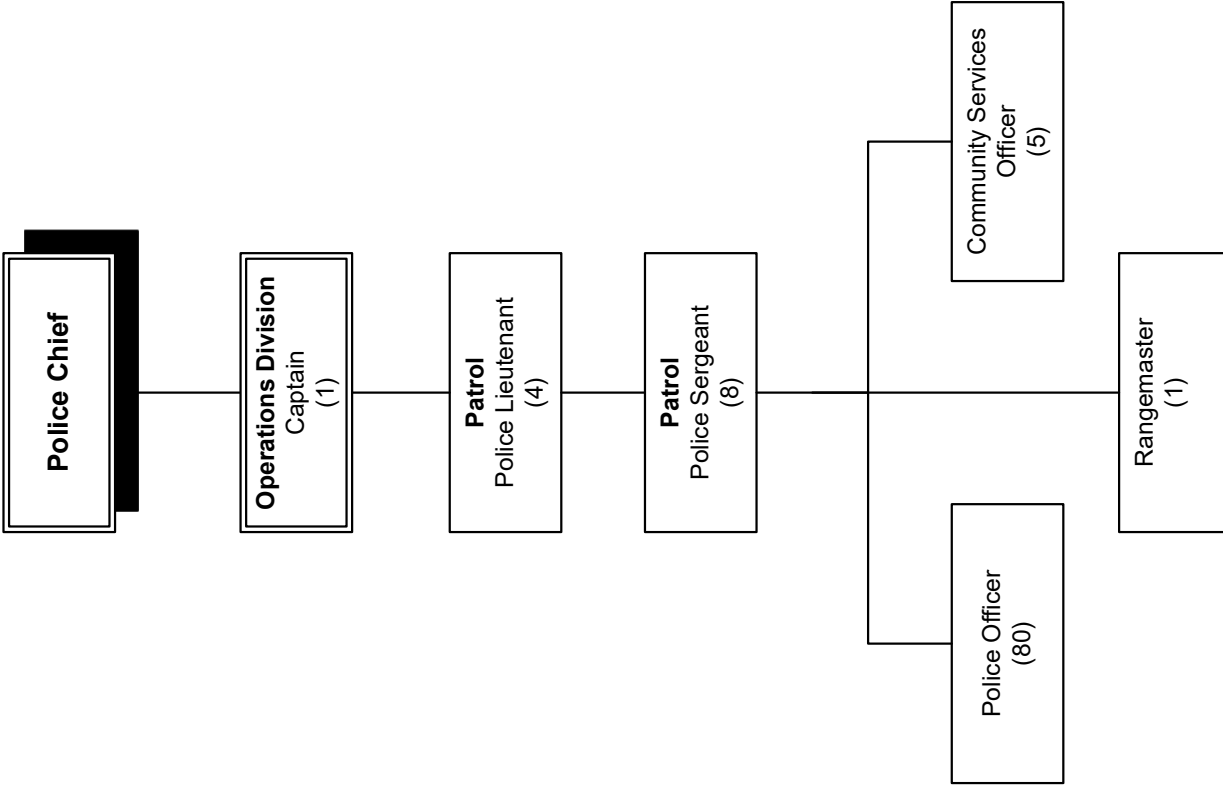 Police Chief
Operations Division
Captain
(1)
Patrol
Police Lieutenant
(4)
Patrol
Police Sergeant
(8)
Police Officer
(80)
Community Services
Officer
(5)
Rangemaster
(1)